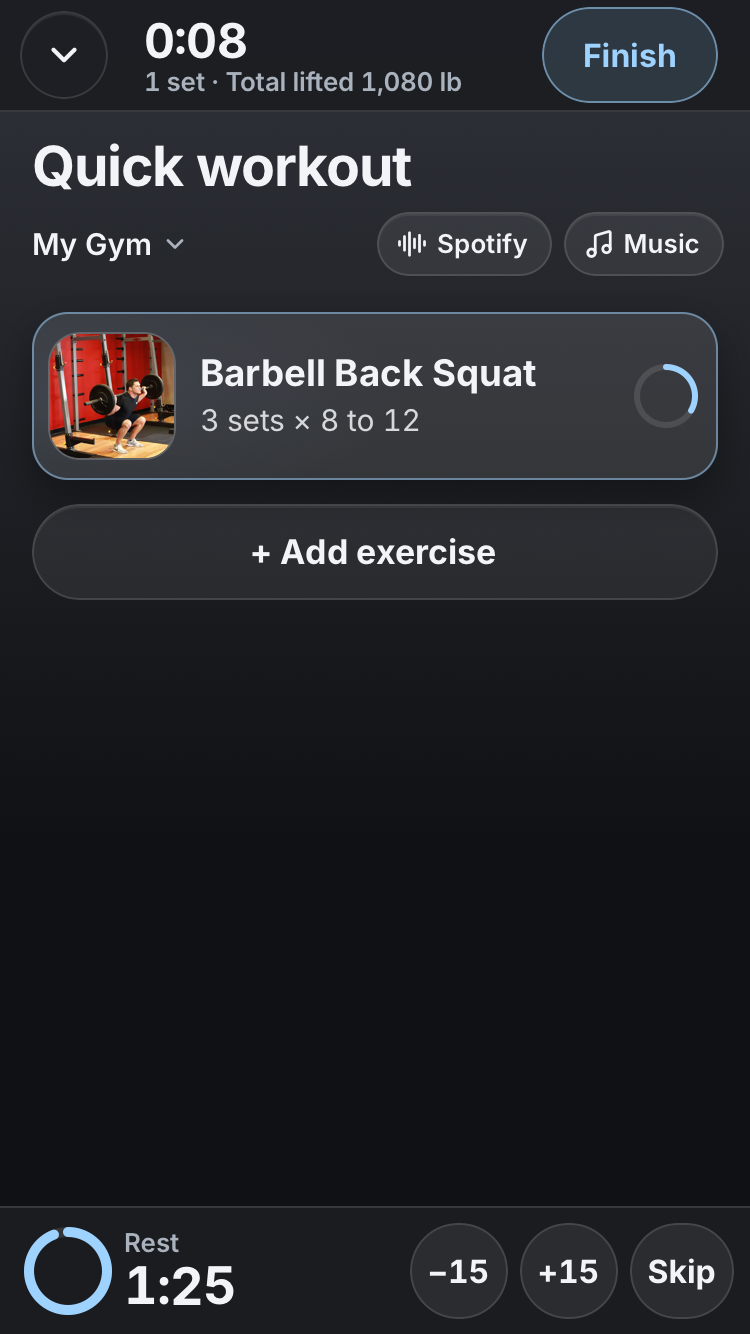 0:08
1 set · Total lifted 1,080 lb
Finish
Quick workout
My Gym
Spotify
Music
Barbell Back Squat
3 sets × 8 to 12
+ Add exercise
Rest
1:25
−15
+15
Skip